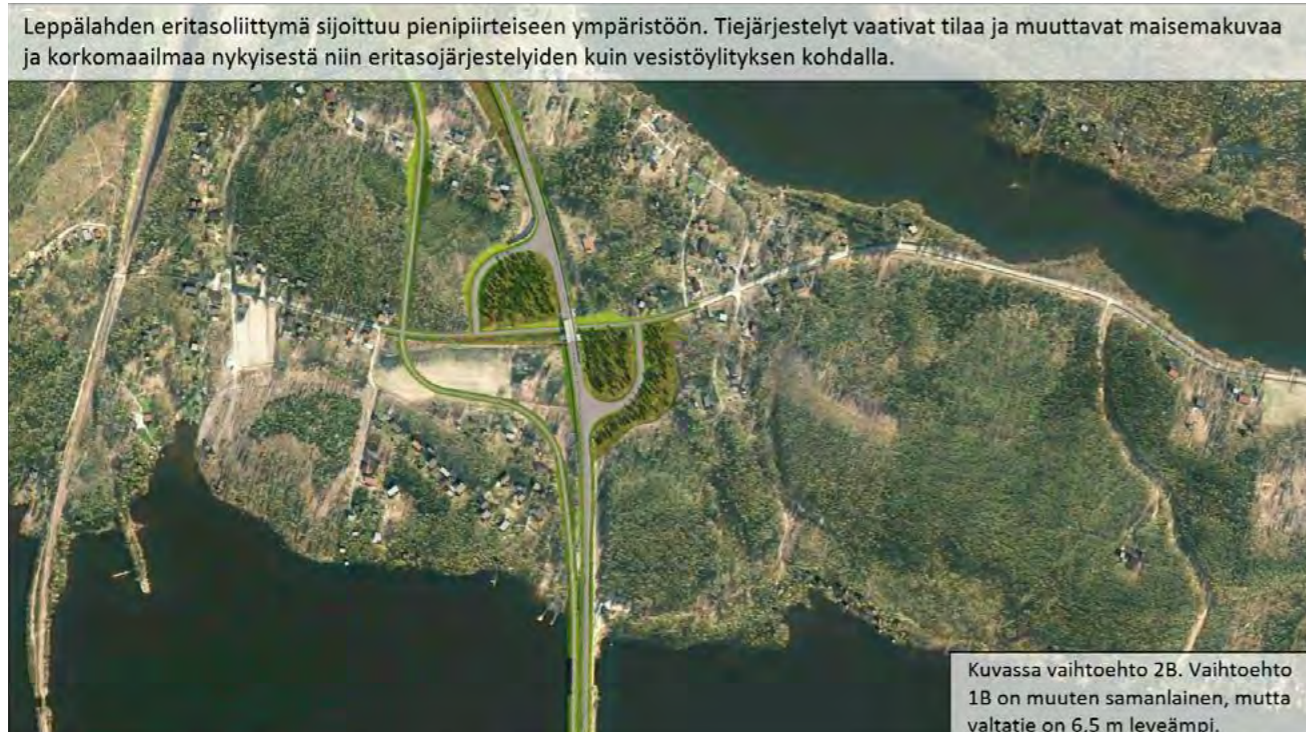 Leppälahden eritasoliittymä sijoittuu pienipiirteiseen ympäristöön. Tiejärjestelyt vaativat tilaa ja muuttavat maisemakuvaa
ja korkomaailmaa nykyisestä niin eritasojärjestelyiden kuin vesistöylityksen kohdalla.
Kuvassa vaihtoehto 2B. Vaihtoehto
1B on muuten samanlainen, mutta
valtatie on 6,5 m leveämpi.